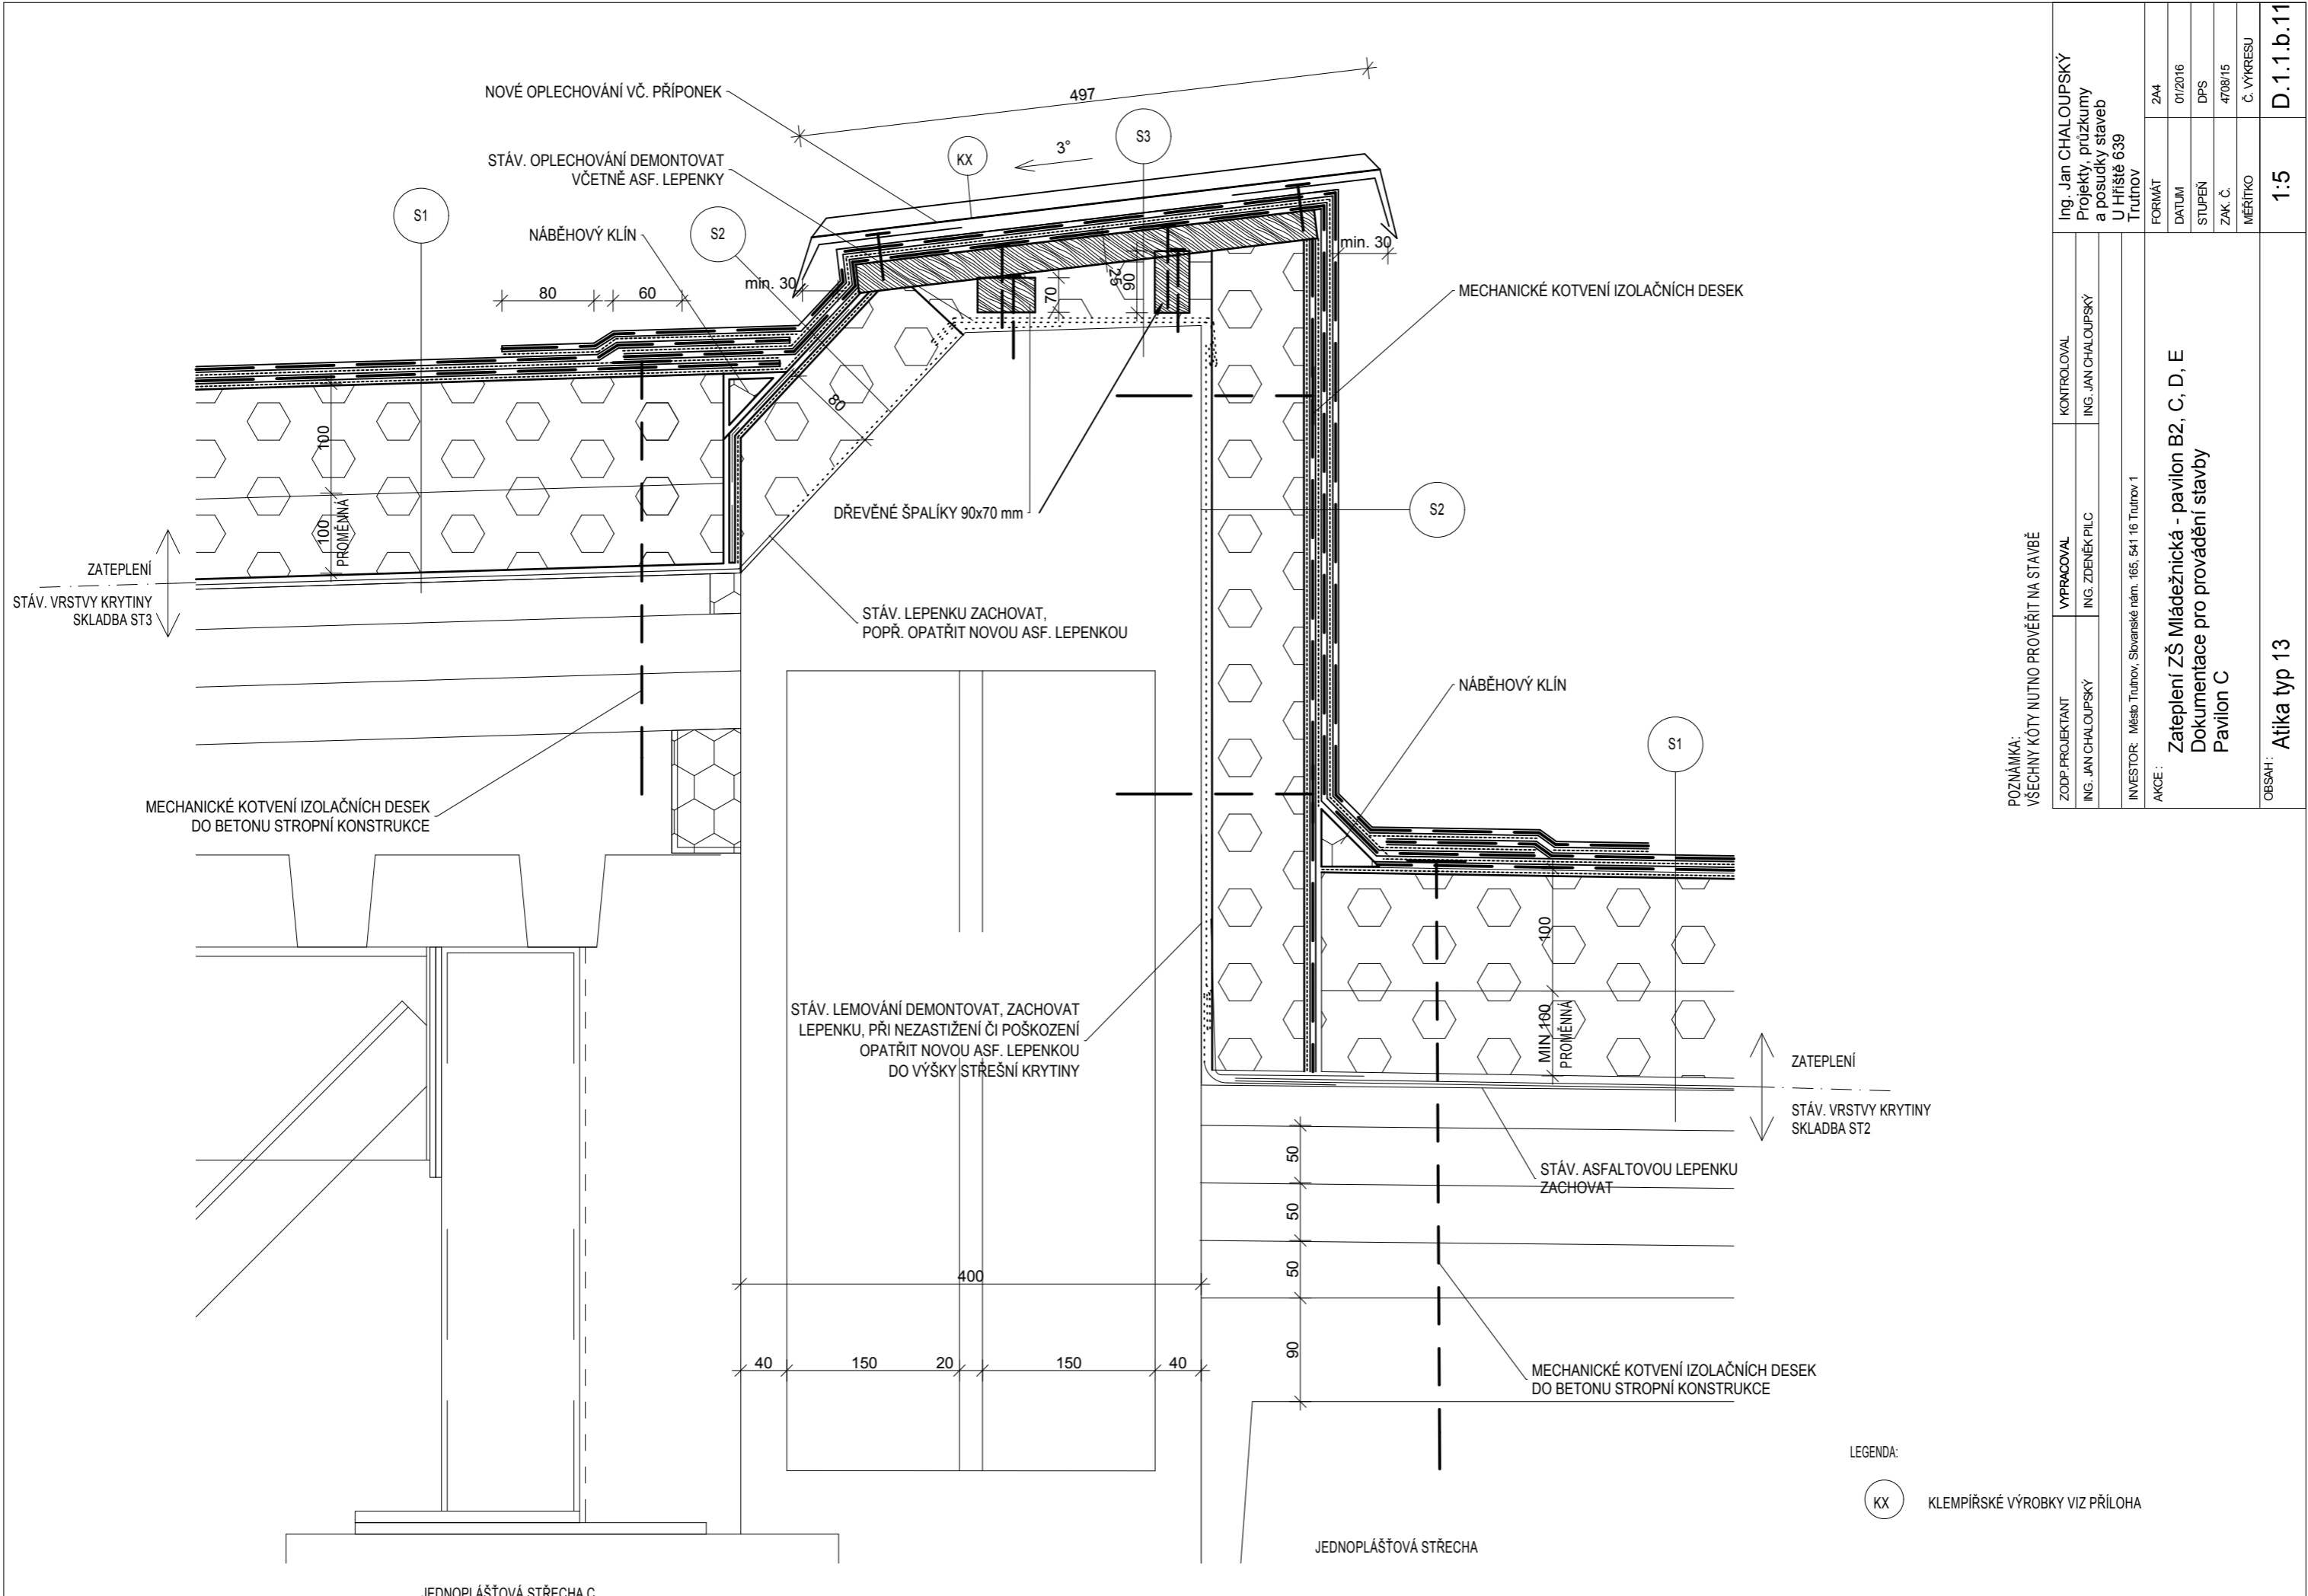 NOVÉ OPLECHOVÁNÍ VČ. PŘÍPONEK
497
S3
KX
3°
STÁV. OPLECHOVÁNÍ DEMONTOVAT
VČETNĚ ASF. LEPENKY
S1
S2
NÁBĚHOVÝ KLÍN
min. 30
min. 30
80
60
70
25
90
MECHANICKÉ KOTVENÍ IZOLAČNÍCH DESEK
80
100
100
PROMĚNNÁ
DŘEVĚNÉ ŠPALÍKY 90x70 mm
S2
ZATEPLENÍ
STÁV. VRSTVY KRYTINY
SKLADBA ST3
STÁV. LEPENKU ZACHOVAT,
POPŘ. OPATŘIT NOVOU ASF. LEPENKOU
NÁBĚHOVÝ KLÍN
S1
MECHANICKÉ KOTVENÍ IZOLAČNÍCH DESEK
DO BETONU STROPNÍ KONSTRUKCE
100
MIN 100
PROMĚNNÁ
STÁV. LEMOVÁNÍ DEMONTOVAT, ZACHOVAT
LEPENKU, PŘI NEZASTIŽENÍ ČI POŠKOZENÍ
OPATŘIT NOVOU ASF. LEPENKOU
DO VÝŠKY STŘEŠNÍ KRYTINY
ZATEPLENÍ
STÁV. VRSTVY KRYTINY
SKLADBA ST2
STÁV. ASFALTOVOU LEPENKU
ZACHOVAT
50
50
50
90
400
40
150
20
150
40
MECHANICKÉ KOTVENÍ IZOLAČNÍCH DESEK
DO BETONU STROPNÍ KONSTRUKCE
LEGENDA:
KX
KLEMPÍŘSKÉ VÝROBKY VIZ PŘÍLOHA
JEDNOPLÁŠŤOVÁ STŘECHA
JEDNOPLÁŠŤOVÁ STŘECHA C
POZNÁMKA:
VŠECHNY KÓTY NUTNO PROVĚŘIT NA STAVBĚ
ZODP.PROJEKTANT
VYPRACOVAL
KONTROLOVAL
ING. JAN CHALOUPSKÝ
ING. ZDENĚK PILC
ING. JAN CHALOUPSKÝ
Ing. Jan CHALOUPSKÝ
Projekty, průzkumy
a posudky staveb
U Hřiště 639
Trutnov
INVESTOR: Město Trutnov, Slovanské nám. 165, 541 16 Trutnov 1
AKCE :
Zateplení ZŠ Mládežnická - pavilon B2, C, D, E
Dokumentace pro provádění stavby
Pavilon C
FORMÁT
2A4
DATUM
01/2016
STUPEŇ
DPS
ZAK. Č.
4708/15
MĚŘÍTKO
Č. VÝKRESU
OBSAH :
Atika typ 13
1:5
D.1.1.b.11